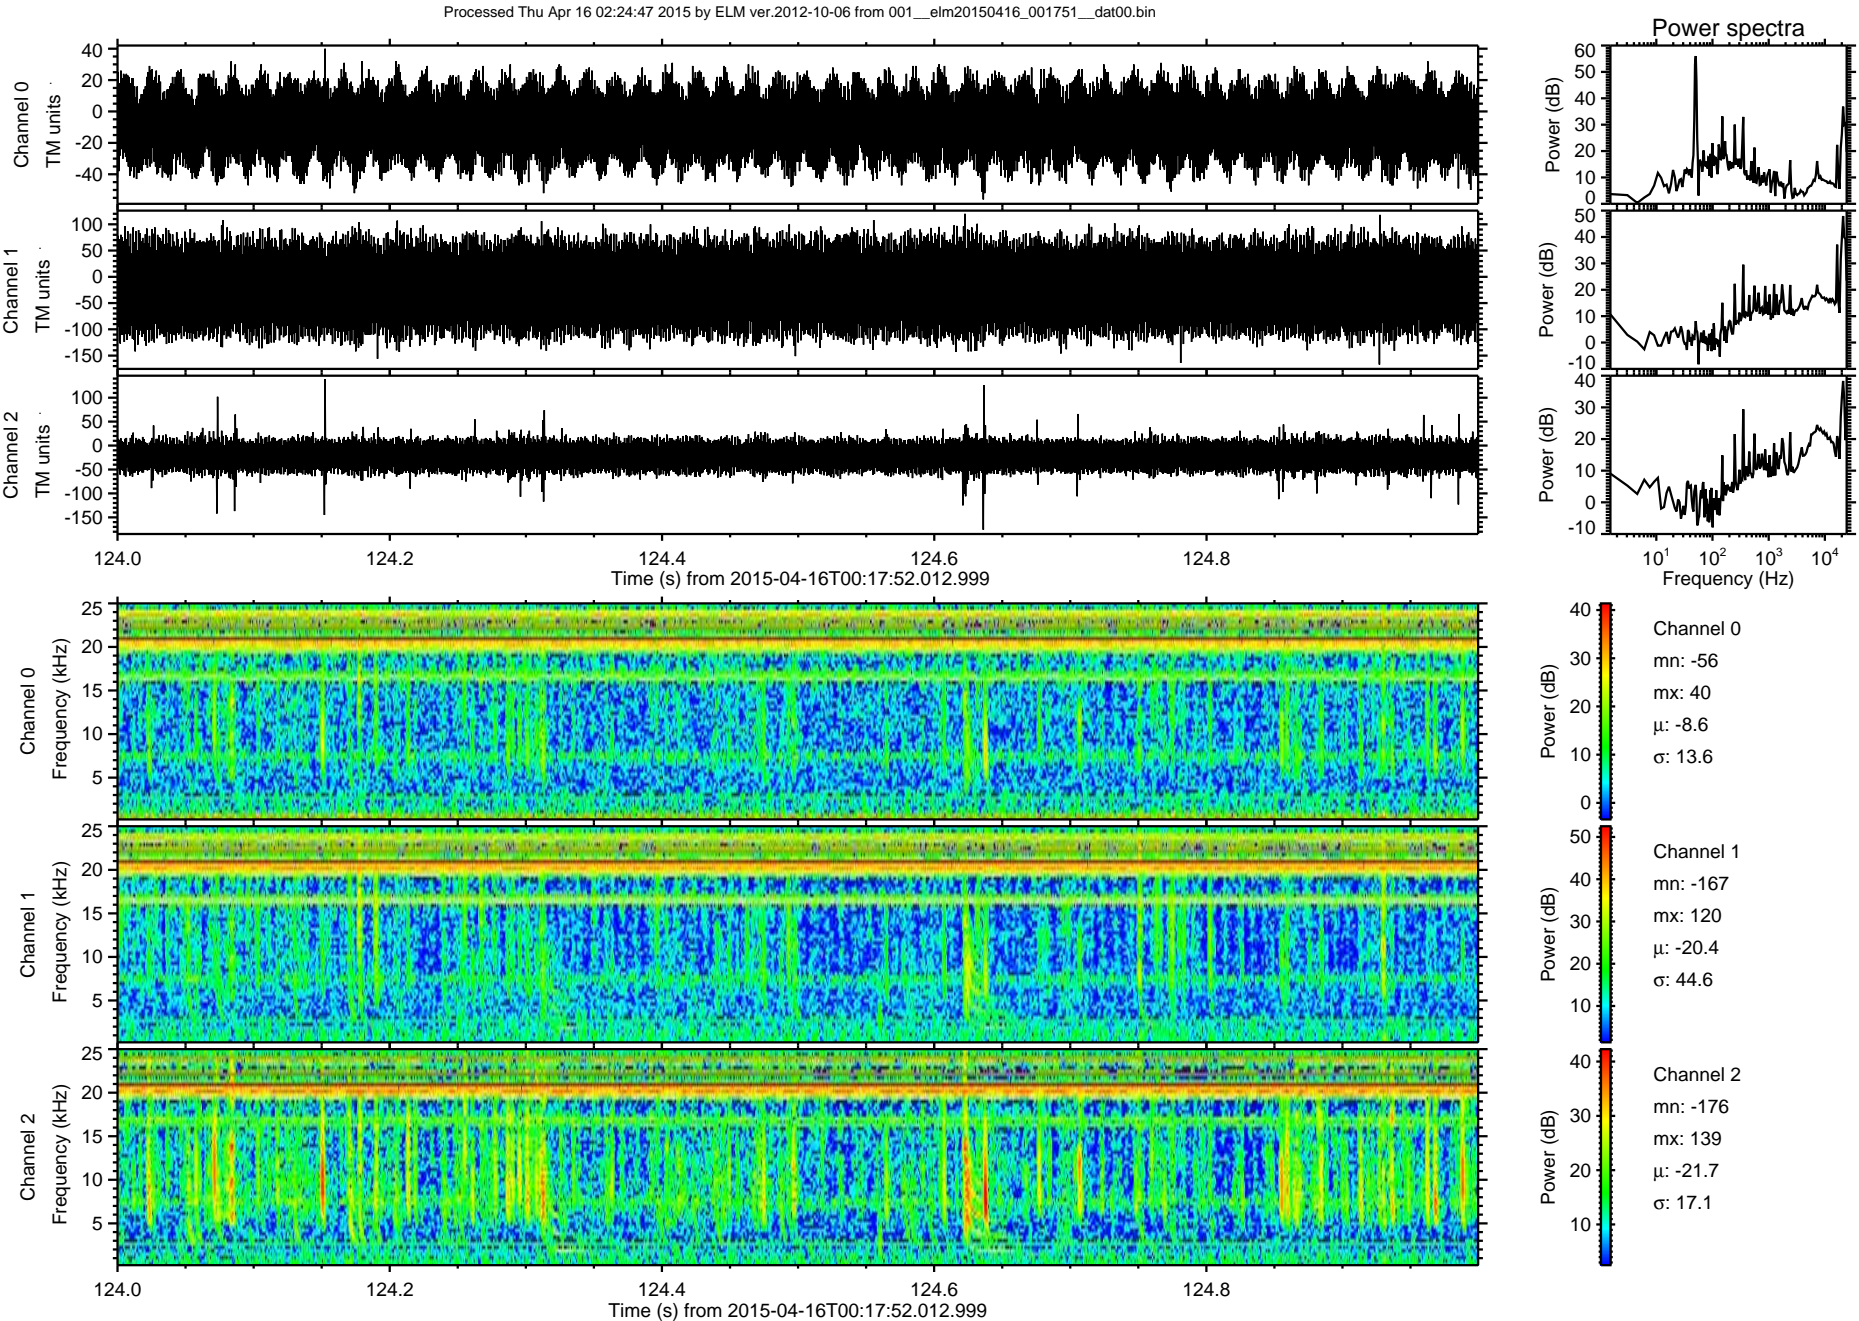 Processed Thu Apr 16 02:24:47 2015 by ELM ver.2012-10-06 from 001__elm20150416_001751__dat00.bin
Power spectra
Channel 0
TM units
40
20
0
-20
-40
Power (dB)
60
50
40
30
20
10
0
Channel 1
TM units
100
50
0
-50
-100
-150
Power (dB)
50
40
30
20
10
0
-10
Channel 2
TM units
100
50
0
-50
-100
-150
Power (dB)
40
30
20
10
0
-10
124.0 124.2 124.4 124.6 124.8
Time (s) from 2015-04-16T00:17:52.012.999
10¹ 10² 10³ 10⁴
Frequency (Hz)
Channel 0
Frequency (kHz)
25
20
15
10
5
Power (dB)
40
30
20
10
0
Channel 0
mn: -56
mx: 40
µ: -8.6
σ: 13.6
Channel 1
Frequency (kHz)
25
20
15
10
5
Power (dB)
50
40
30
20
10
Channel 1
mn: -167
mx: 120
µ: -20.4
σ: 44.6
Channel 2
Frequency (kHz)
25
20
15
10
5
Power (dB)
40
30
20
10
Channel 2
mn: -176
mx: 139
µ: -21.7
σ: 17.1
124.0 124.2 124.4 124.6 124.8
Time (s) from 2015-04-16T00:17:52.012.999